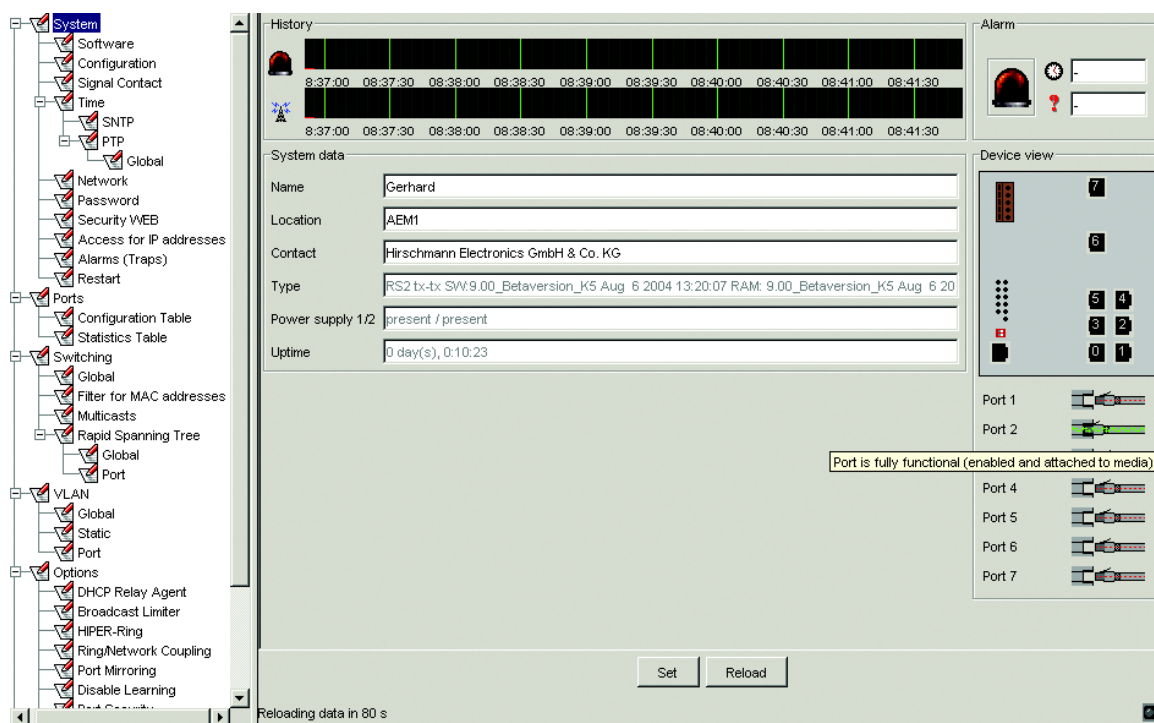 System
Software
Configuration
Signal Contact
Time
SNTP
PTP
Global
Network
Password
Security WEB
Access for IP addresses
Alarms (Traps)
Restart
Ports
Configuration Table
Statistics Table
Switching
Global
Filter for MAC addresses
Multicasts
Rapid Spanning Tree
Global
Port
VLAN
Global
Static
Port
Options
DHCP Relay Agent
Broadcast Limiter
HIPER-Ring
Ring/Network Coupling
Port Mirroring
Disable Learning
Port Security
History
8:37:00 08:37:30 08:38:00 08:38:30 08:39:00 08:39:30 08:40:00 08:40:30 08:41:00 08:41:30
8:37:00 08:37:30 08:38:00 08:38:30 08:39:00 08:39:30 08:40:00 08:40:30 08:41:00 08:41:30
Alarm
-
? -
System data
Name Gerhard
Location AEM1
Contact Hirschmann Electronics GmbH & Co. KG
Type RS2 tx-tx SW:9.00_Betaversion_K5 Aug 6 2004 13:20:07 RAM: 9.00_Betaversion_K5 Aug 6 20
Power supply 1/2 present / present
Uptime 0 day(s), 0:10:23
Device view
7
6
5 4
3 2
0 1
Port 1
Port 2
Port is fully functional (enabled and attached to media)
Port 4
Port 5
Port 6
Port 7
Set Reload
Reloading data in 80 s